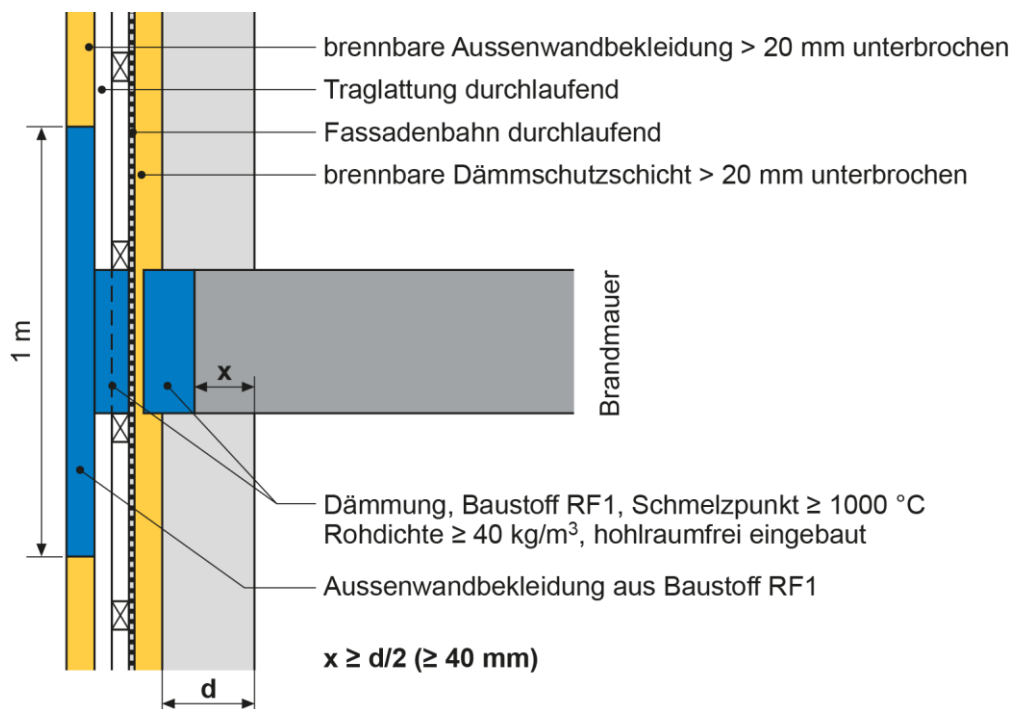 brennbare Aussenwandbekleidung > 20 mm unterbrochen
Traglattung durchlaufend
Fassadenbahn durchlaufend
brennbare Dämmschutzschicht > 20 mm unterbrochen
1 m
x
Brandmauer
Dämmung, Baustoff RF1, Schmelzpunkt ≥ 1000 °C
Rohdichte ≥ 40 kg/m³, hohlraumfrei eingebaut
Aussenwandbekleidung aus Baustoff RF1
x ≥ d/2 (≥ 40 mm)
d